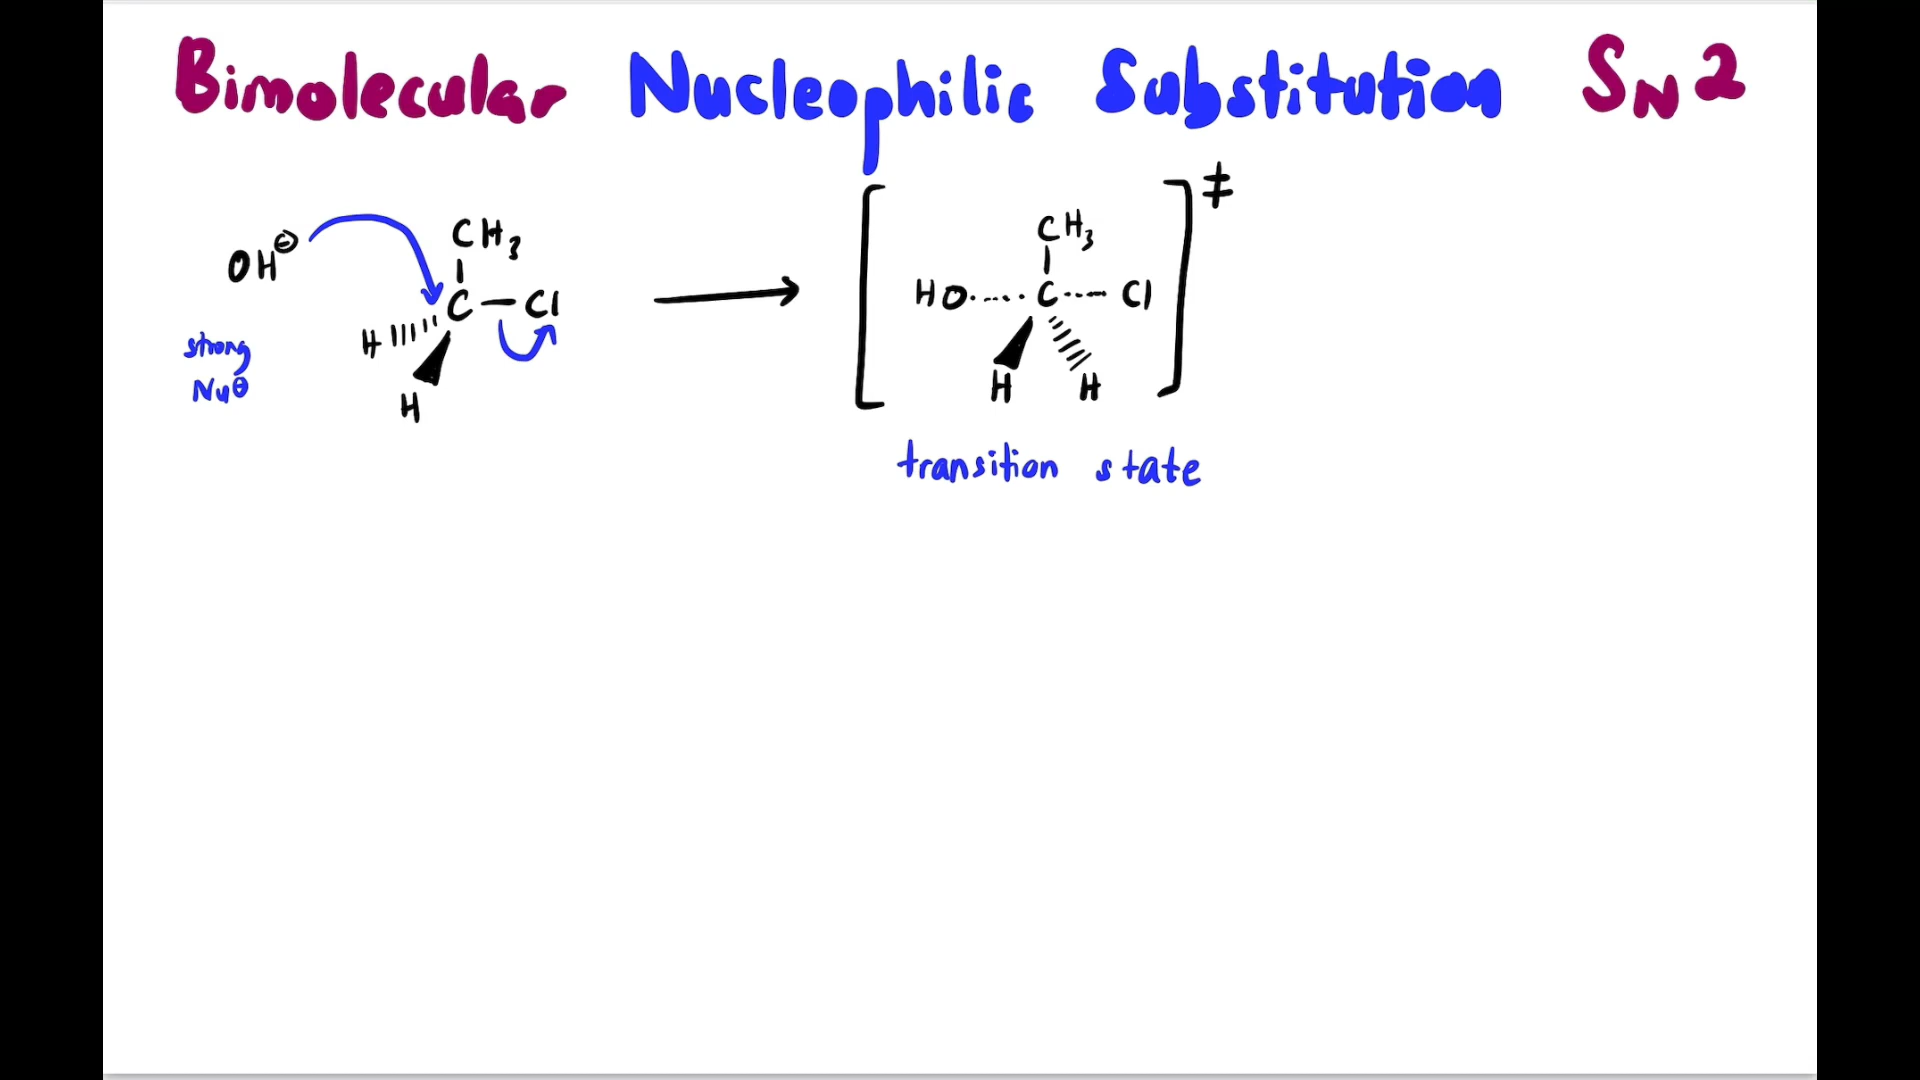 Bimolecular Nucleophilic Substitution SN2
OH⊖
CH3
C – Cl
H
H
strong
Nu⊖
CH3
HO ····· C ···· Cl
H H
‡
transition state